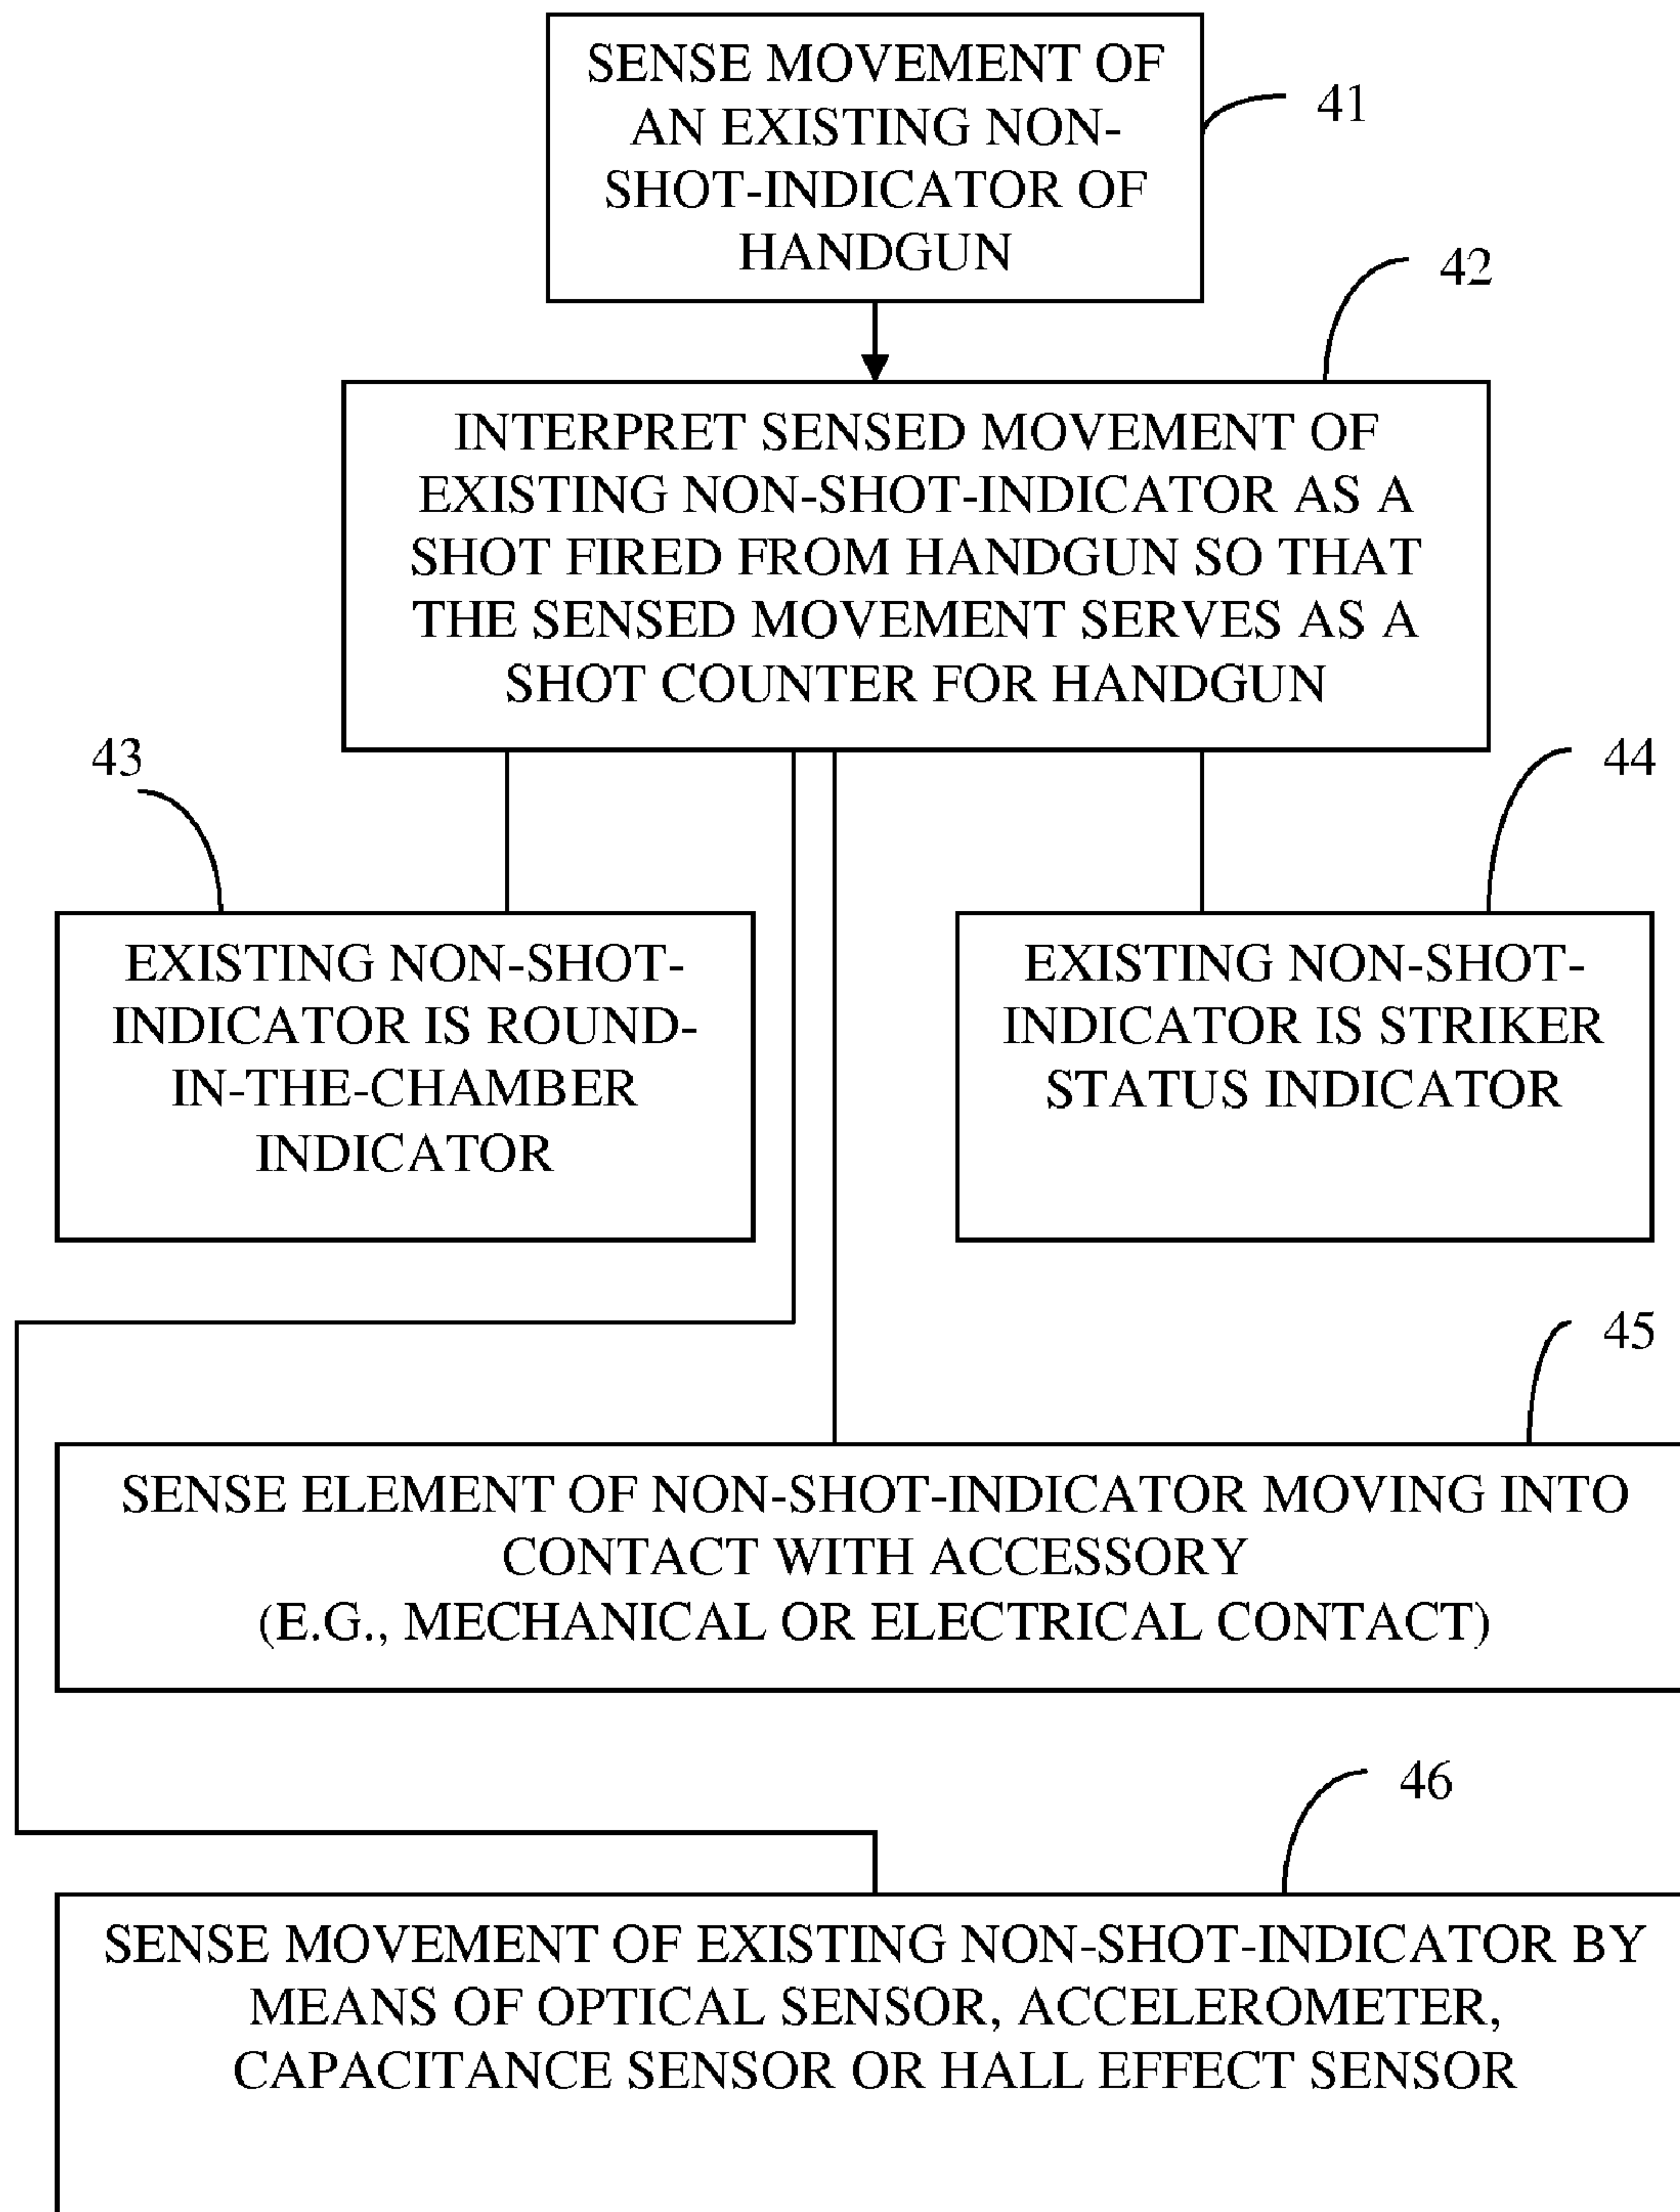 SENSE MOVEMENT OF
AN EXISTING NON-
SHOT-INDICATOR OF
HANDGUN
41
42
INTERPRET SENSED MOVEMENT OF
EXISTING NON-SHOT-INDICATOR AS A
SHOT FIRED FROM HANDGUN SO THAT
THE SENSED MOVEMENT SERVES AS A
SHOT COUNTER FOR HANDGUN
43
44
EXISTING NON-SHOT-
INDICATOR IS ROUND-
IN-THE-CHAMBER
INDICATOR
EXISTING NON-SHOT-
INDICATOR IS STRIKER
STATUS INDICATOR
45
SENSE ELEMENT OF NON-SHOT-INDICATOR MOVING INTO
CONTACT WITH ACCESSORY
(E.G., MECHANICAL OR ELECTRICAL CONTACT)
46
SENSE MOVEMENT OF EXISTING NON-SHOT-INDICATOR BY
MEANS OF OPTICAL SENSOR, ACCELEROMETER,
CAPACITANCE SENSOR OR HALL EFFECT SENSOR